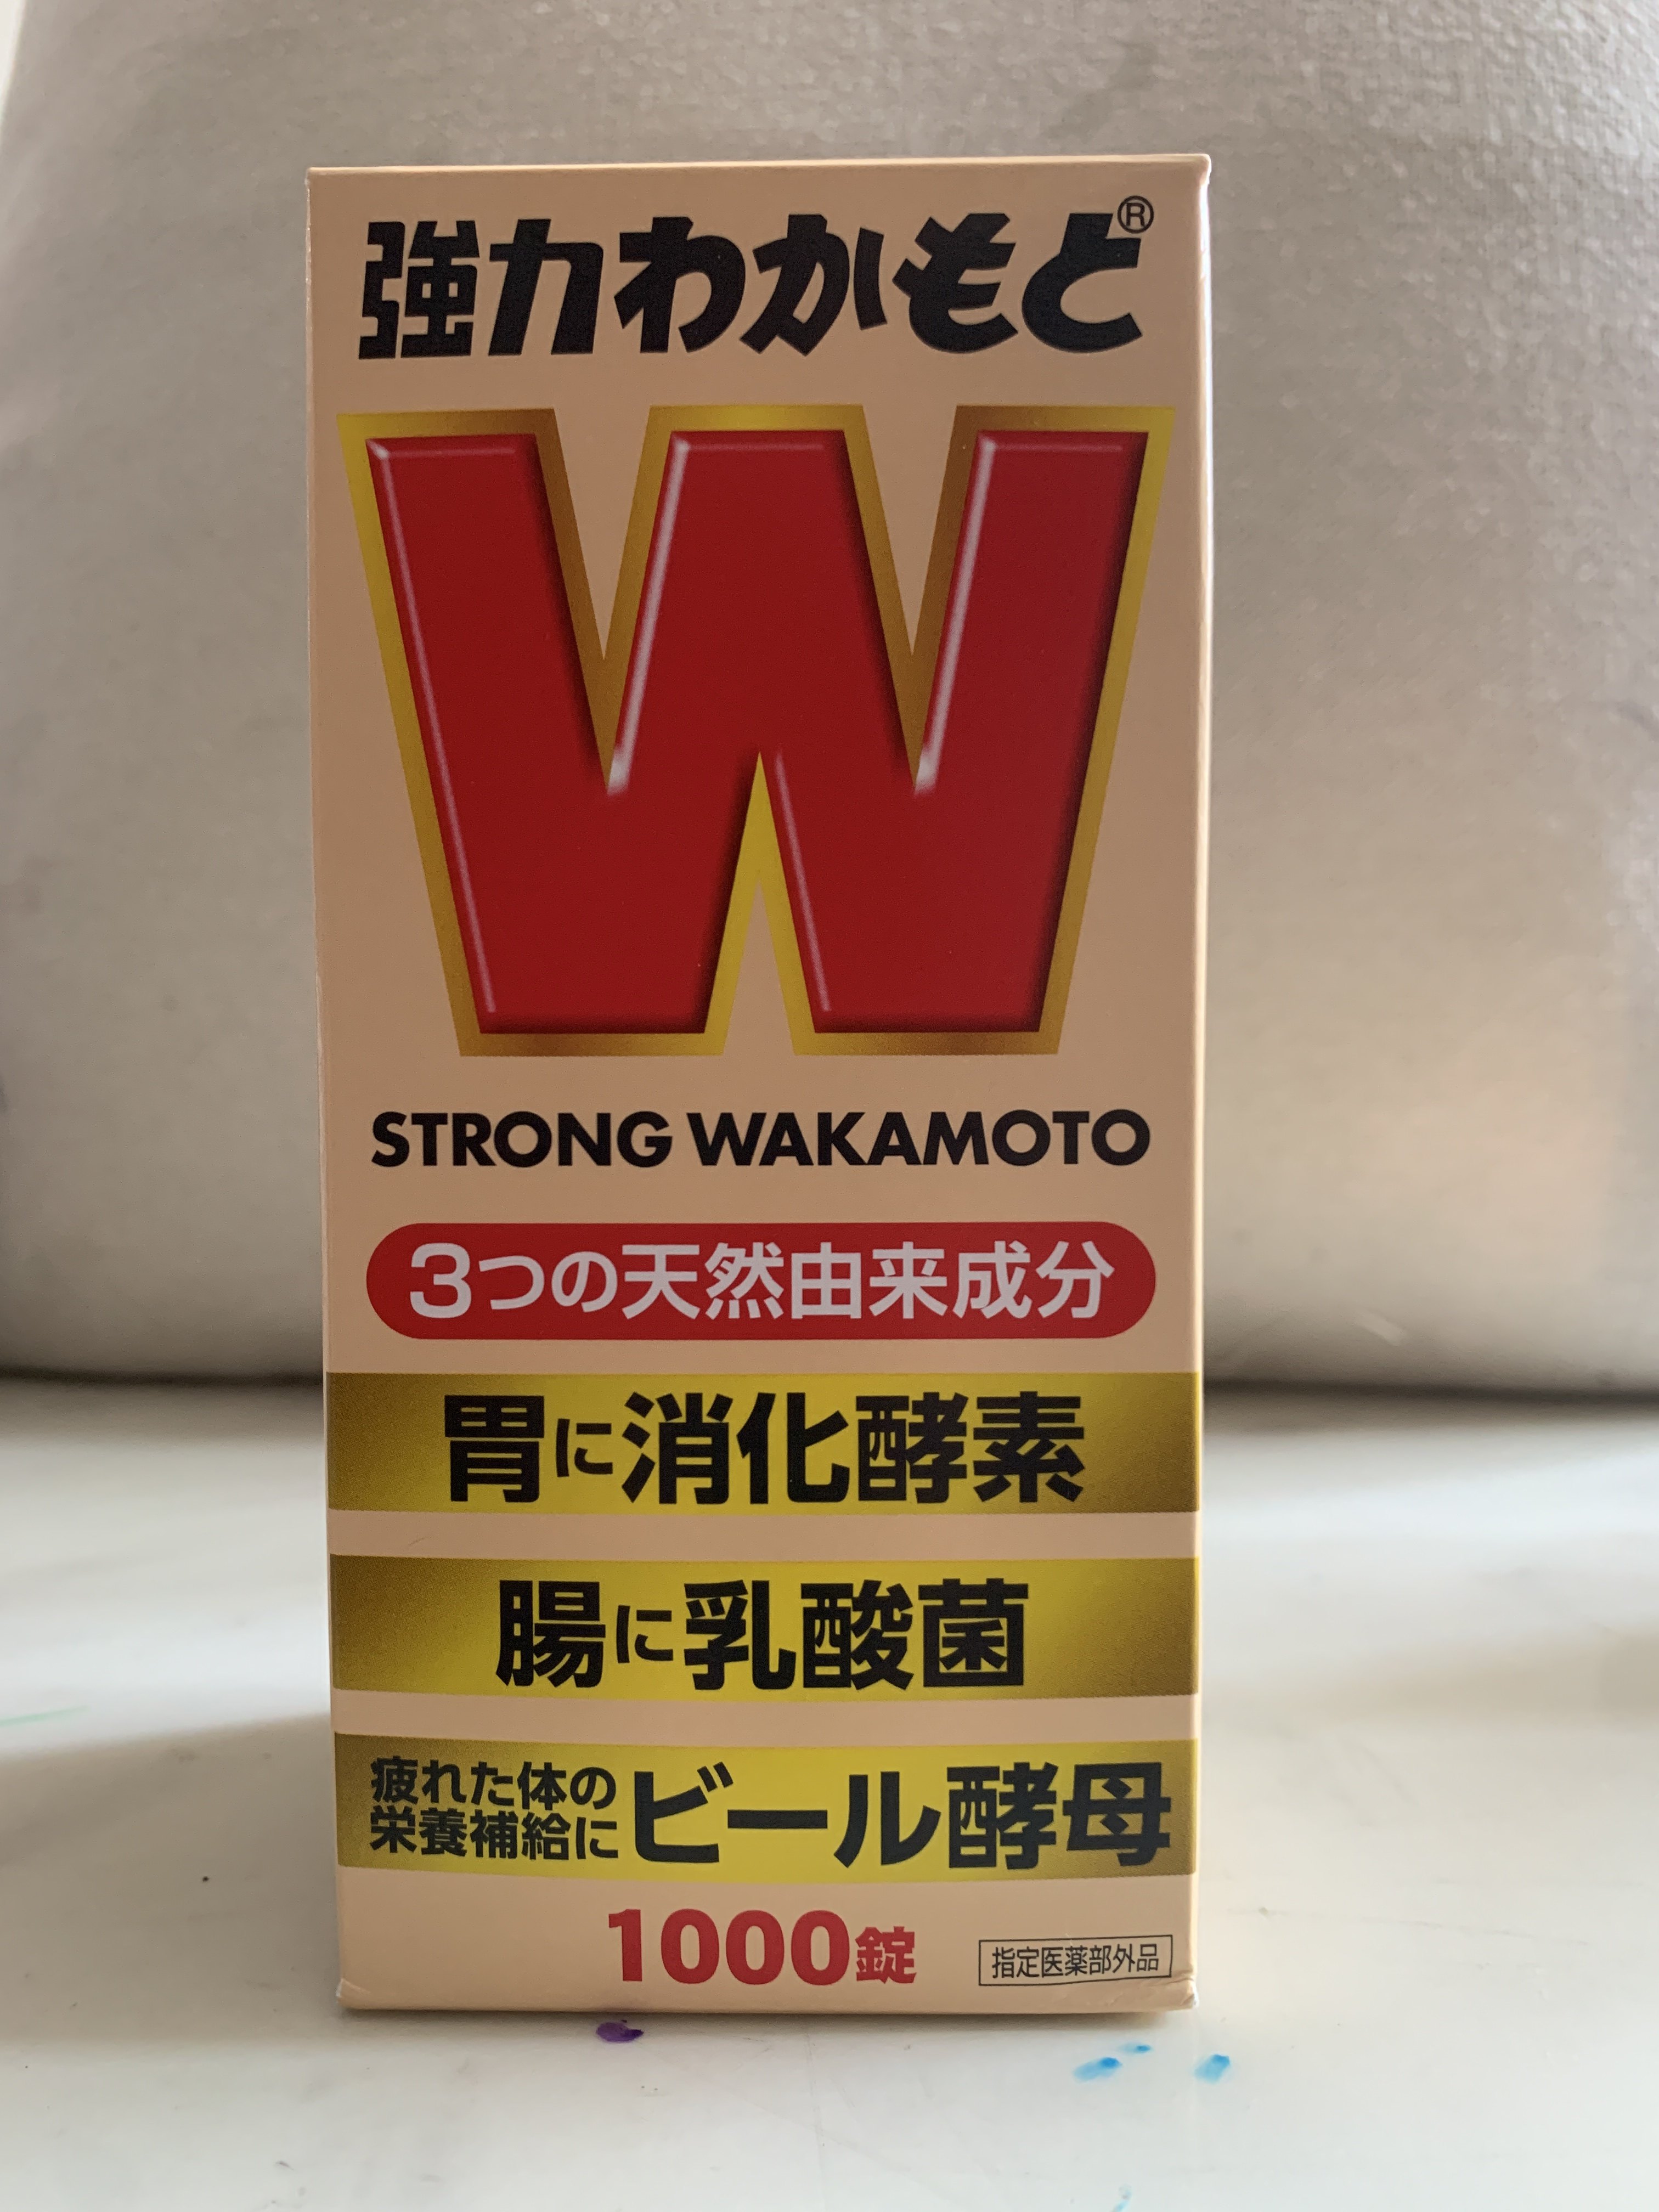 強力わかもと®
W
STRONG WAKAMOTO
3つの天然由来成分
胃に消化酵素
腸に乳酸菌
疲れた体の
栄養補給に
ビール酵母
1000錠
指定医薬部外品